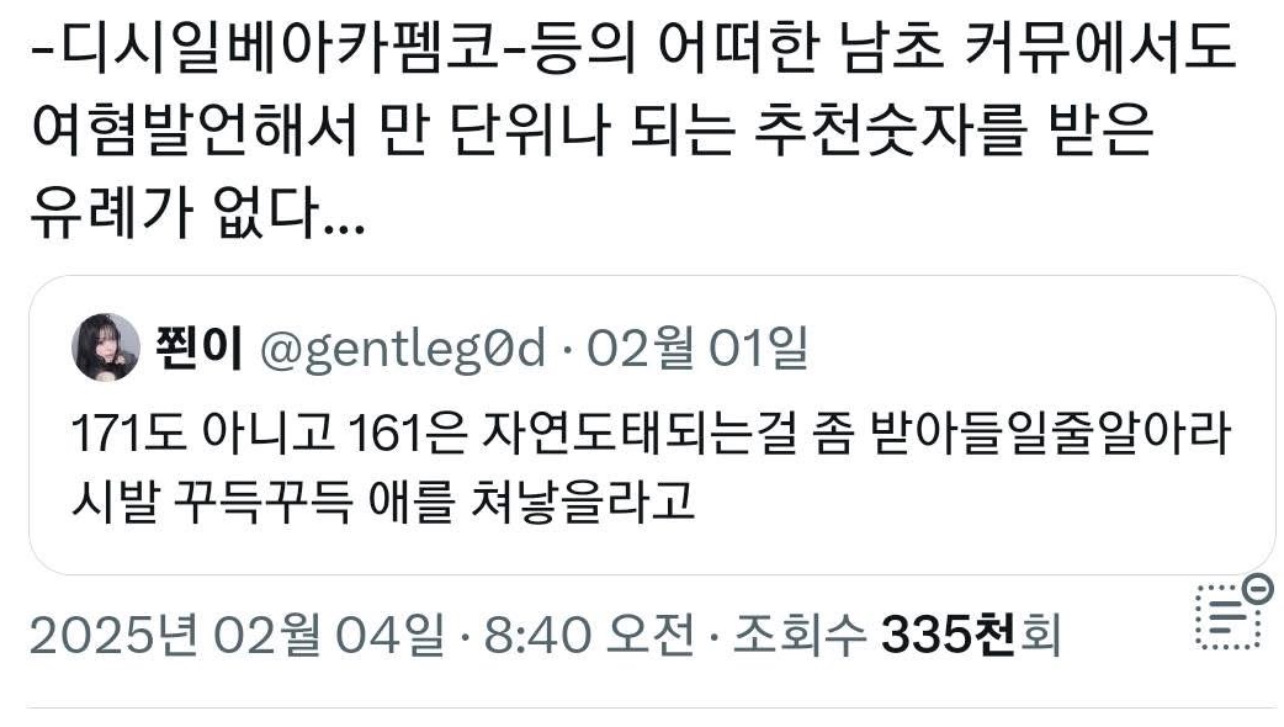 -디시일베아카펨코-등의 어떠한 남초 커뮤에서도
여혐발언해서 만 단위나 되는 추천숫자를 받은
유례가 없다...
쬔이 @gentleg0d · 02월 01일
171도 아니고 161은 자연도태되는걸 좀 받아들일줄알아라
시발 꾸득꾸득 애를 쳐낳을라고
2025년 02월 04일 · 8:40 오전 · 조회수 335천회